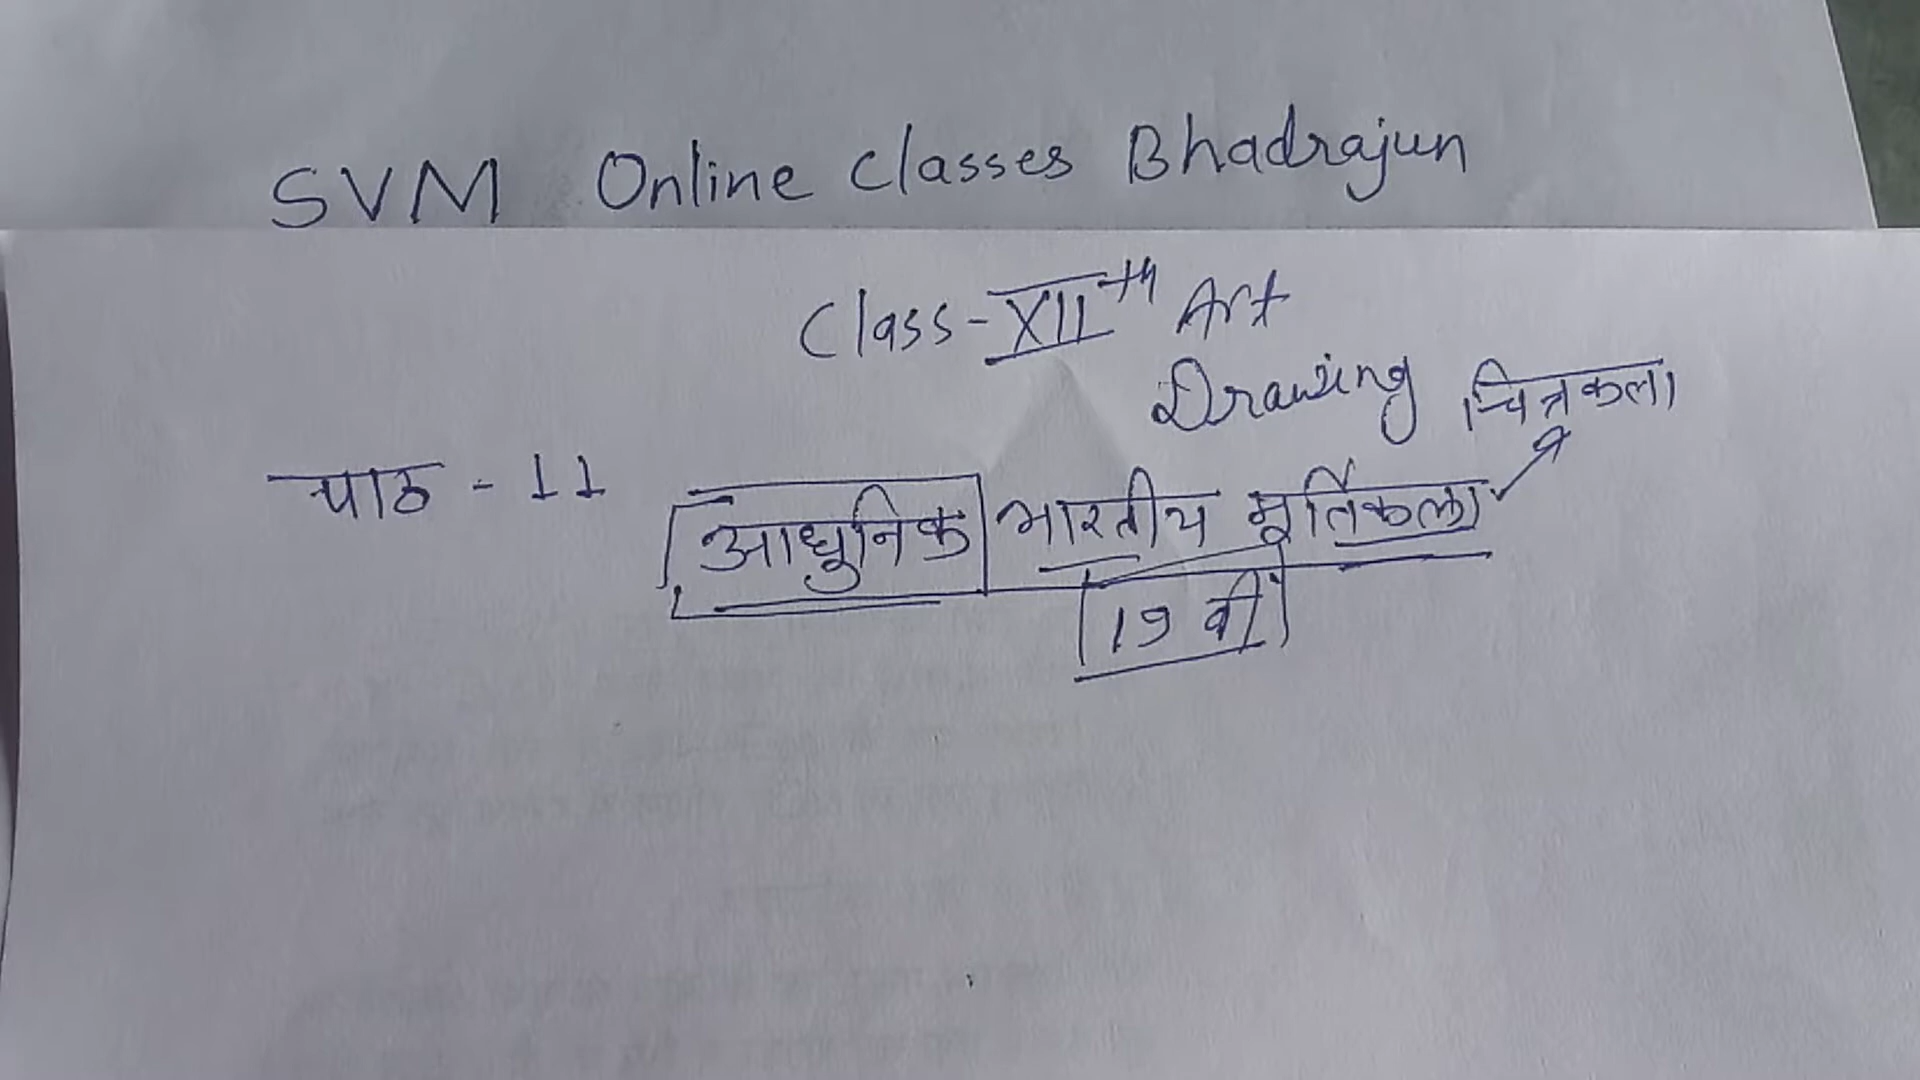 SVM Online Classes Bhadrajun
Class-XIIth Art
Drawing चित्रकला
पाठ - 11 आधुनिक भारतीय मूर्तिकला
19 वीं